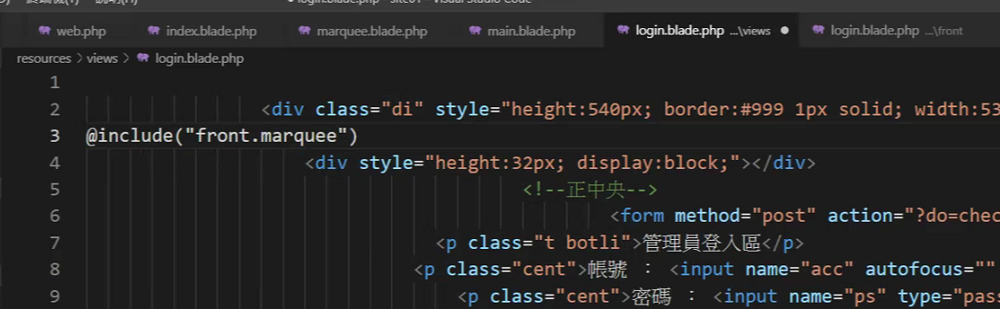 login.blade.php - site01 - Visual Studio Code
web.php index.blade.php marquee.blade.php main.blade.php login.blade.php ...\views ● login.blade.php ...\front
resources > views > login.blade.php
1
2 <div class="di" style="height:540px; border:#999 1px solid; width:53
3 @include("front.marquee")
4 <div style="height:32px; display:block;"></div>
5 <!--正中央-->
6 <form method="post" action="?do=chec
7 <p class="t botli">管理員登入區</p>
8 <p class="cent">帳號 ： <input name="acc" autofocus=""
9 <p class="cent">密碼 ： <input name="ps" type="pass